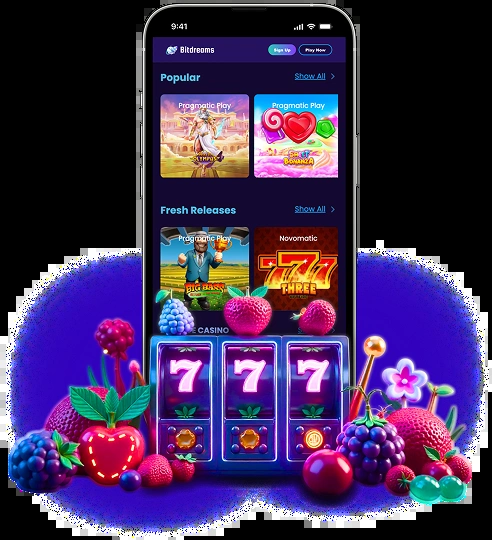 9:41
Bitdreams
Sign Up
Play Now
Popular
Show All
Pragmatic Play
Pragmatic Play
OLYMPUS
BONANZA
Fresh Releases
Show All
Pragmatic Play
Novomatic
BIG BASS
777
THREE
CASINO
7 7 7